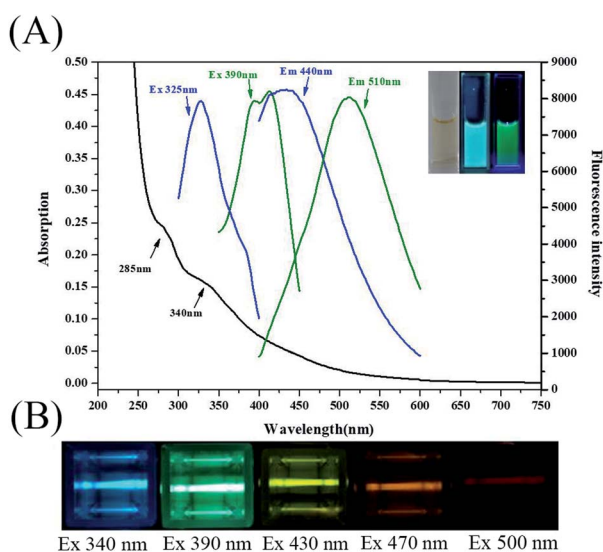 (A)
Ex 325nm
Ex 390nm
Em 440nm
Em 510nm
285nm
340nm
Absorption
0.50
0.45
0.40
0.35
0.30
0.25
0.20
0.15
0.10
0.05
0.00
Fluorescence intensity
9000
8000
7000
6000
5000
4000
3000
2000
1000
0
200 250 300 350 400 450 500 550 600 650 700 750
Wavelength(nm)
(B)
Ex 340 nm Ex 390 nm Ex 430 nm Ex 470 nm Ex 500 nm